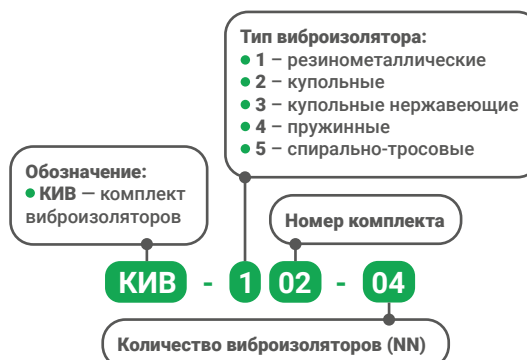 Тип виброизолятора:
1 – резинометаллические
2 – купольные
3 – купольные нержавеющие
4 – пружинные
5 – спирально-тросовые
Обозначение:
КИВ — комплект
виброизоляторов
Номер комплекта
КИВ - 1 02 - 04
Количество виброизоляторов (NN)